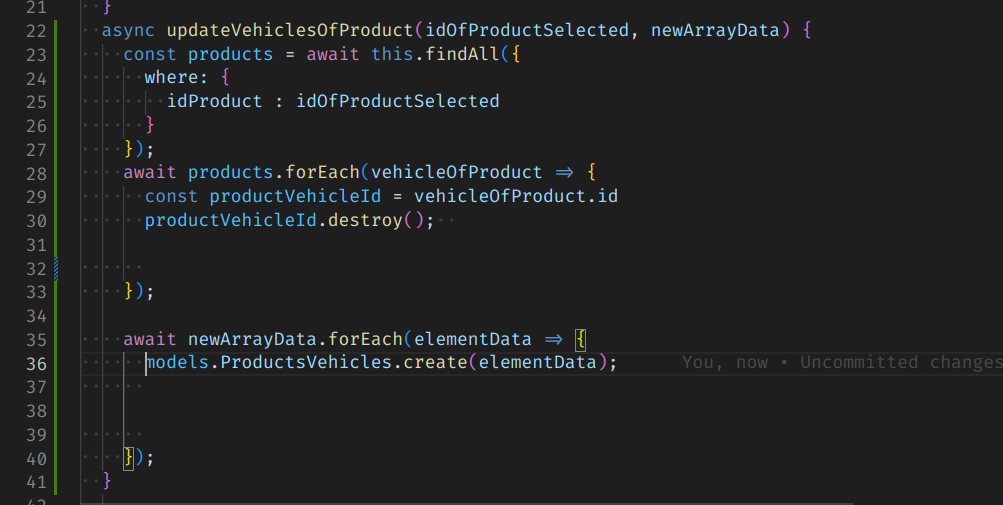 21 }
22 async updateVehiclesOfProduct(idOfProductSelected, newArrayData) {
23 const products = await this.findAll({
24 where: {
25 idProduct : idOfProductSelected
26 }
27 });
28 await products.forEach(vehicleOfProduct => {
29 const productVehicleId = vehicleOfProduct.id
30 productVehicleId.destroy();
31
32
33 });
34
35 await newArrayData.forEach(elementData => {
36 models.ProductsVehicles.create(elementData); You, now • Uncommitted changes
37
38
39
40 });
41 }
42